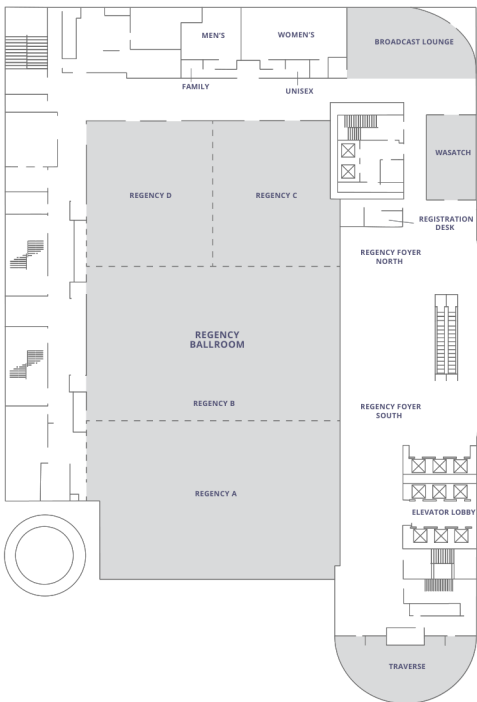 MEN'S
WOMEN'S
BROADCAST LOUNGE
FAMILY
UNISEX
WASATCH
REGENCY D
REGENCY C
REGISTRATION
DESK
REGENCY FOYER
NORTH
REGENCY
BALLROOM
REGENCY B
REGENCY FOYER
SOUTH
REGENCY A
ELEVATOR LOBBY
TRAVERSE